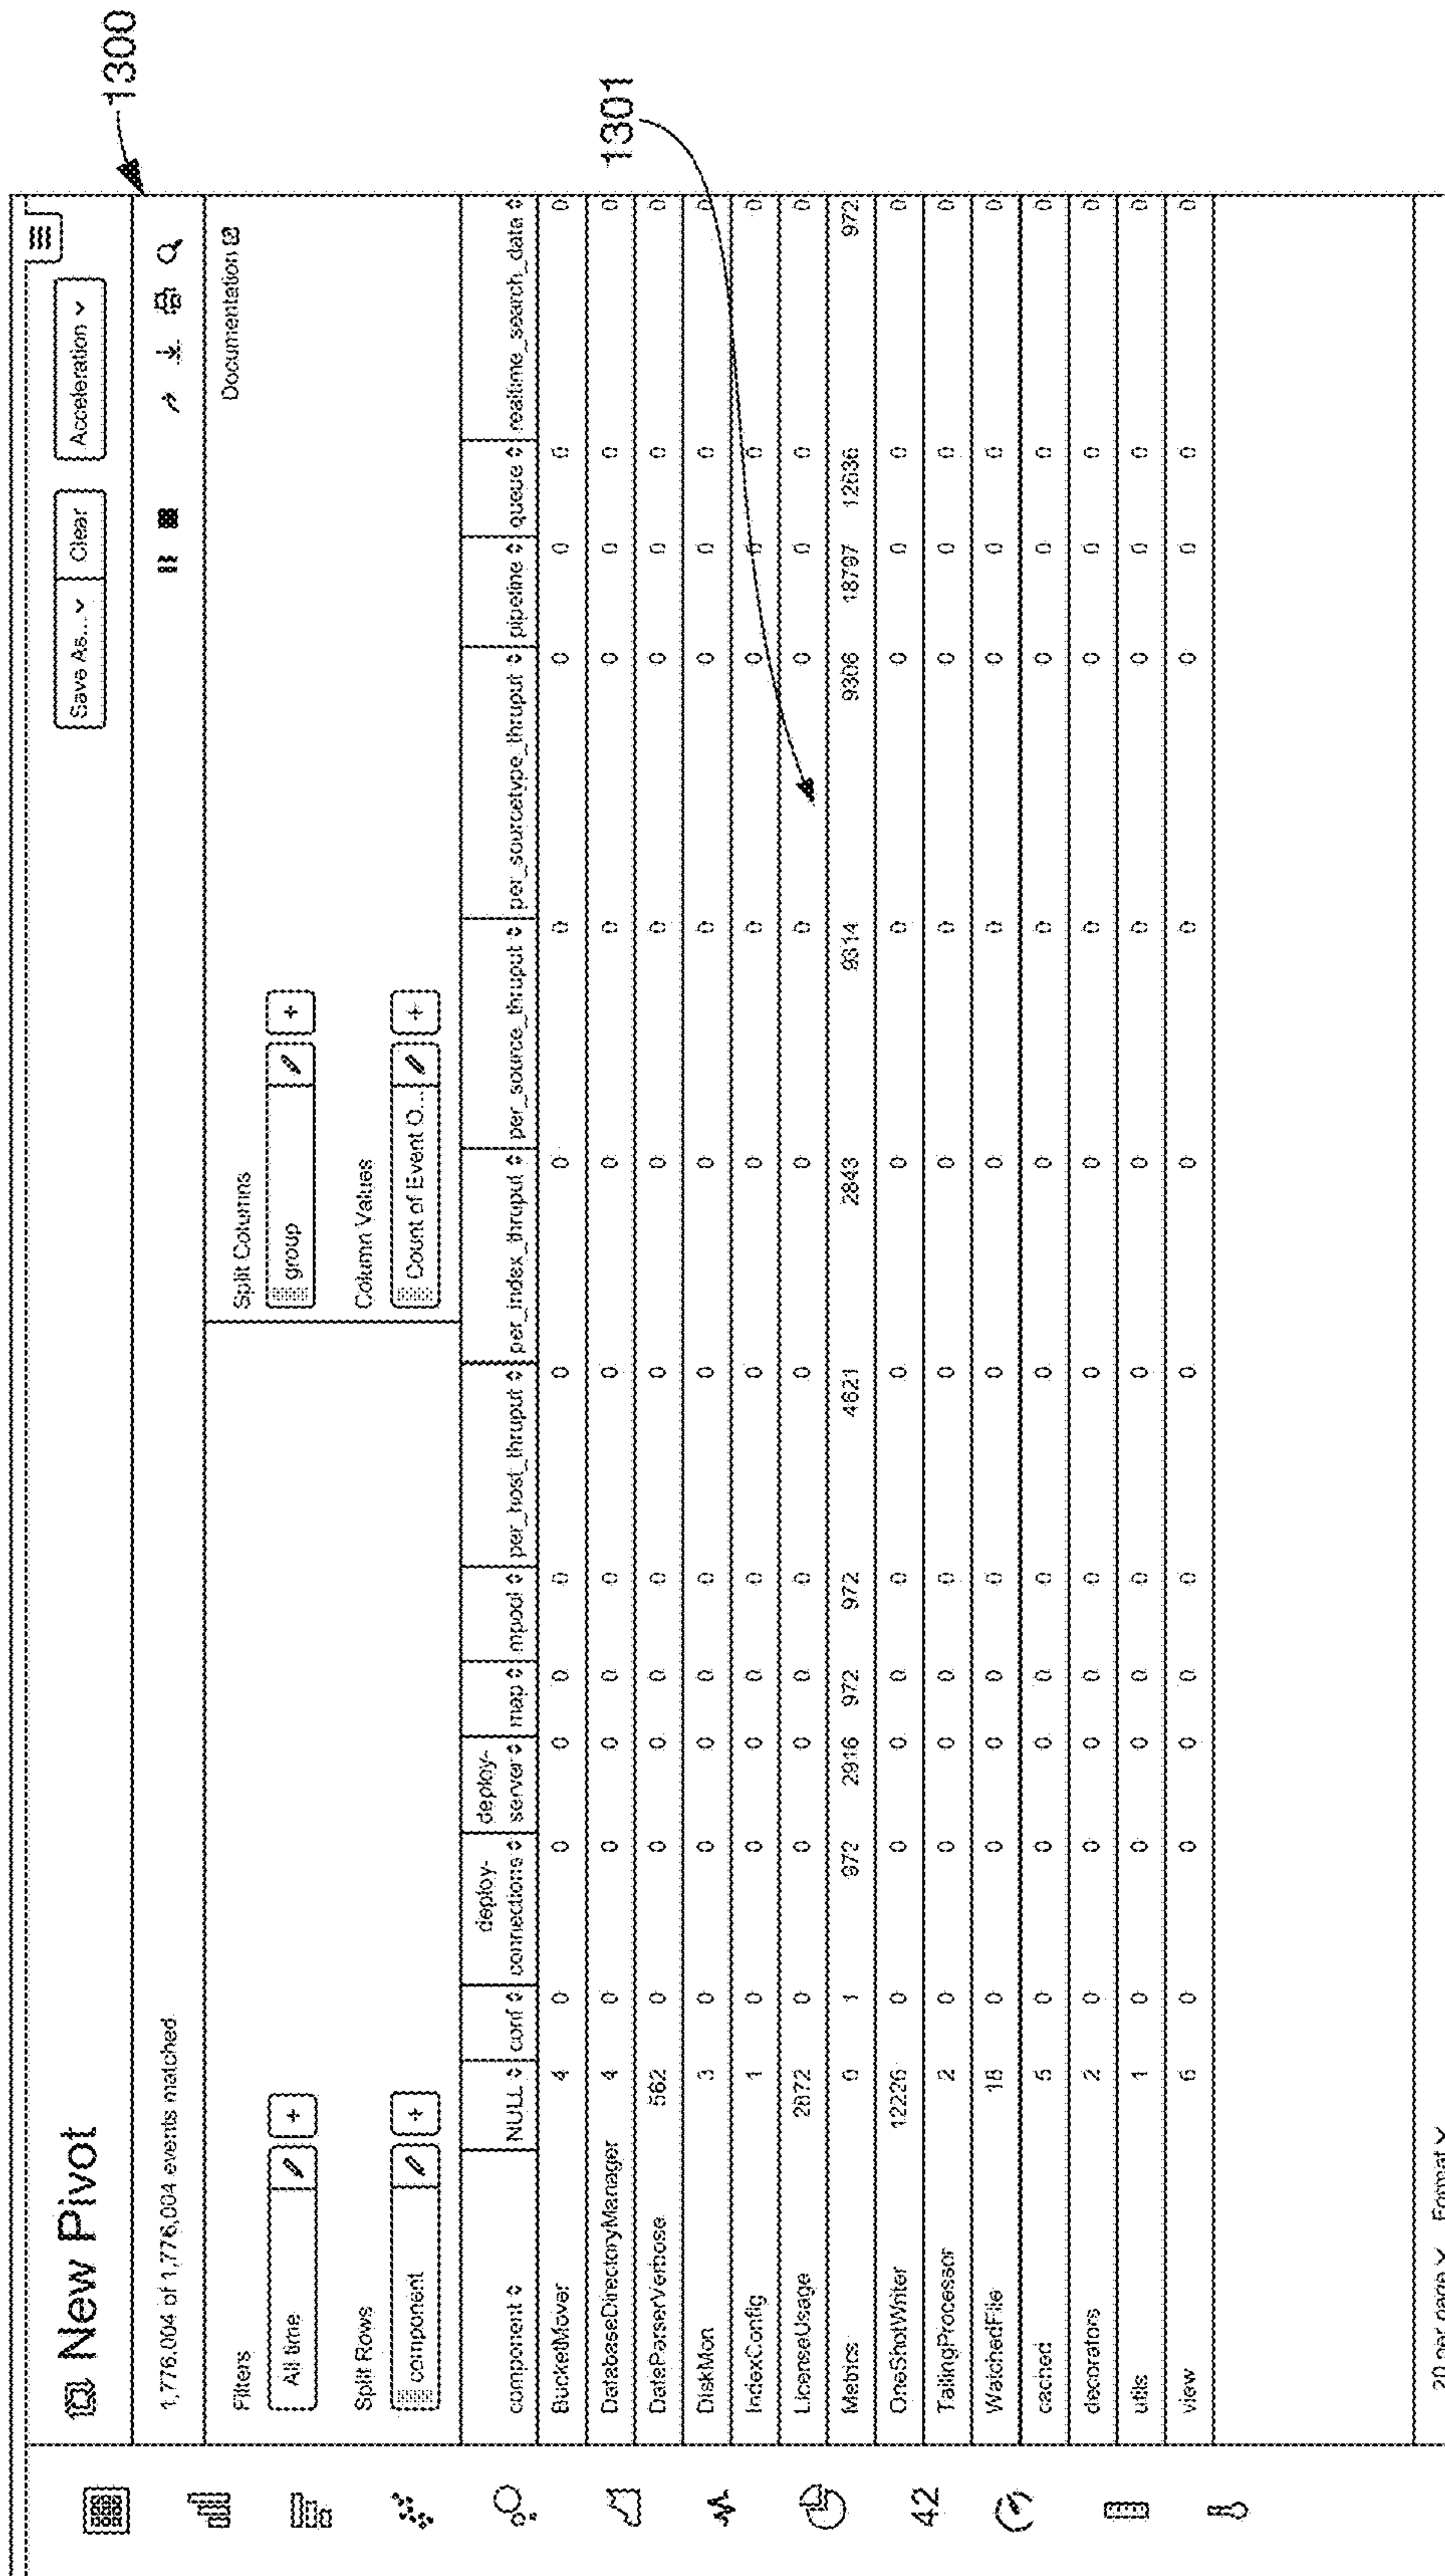 1300
1301
New Pivot
Save As... Clear Acceleration
1,776,004 of 1,776,004 events matched
Filters
All time +
Split Columns
group +
Documentation
Split Rows
component +
Column Values
Count of Event O... +
component NULL conf deploy-connections deploy-server map mpool per_host_thruput per_index_thruput per_source_thruput per_sourcetype_thruput pipeline queue realtime_search_data
BucketMover 4 0 0 0 0 0 0 0 0 0 0 0 0
DatabaseDirectoryManager 4 0 0 0 0 0 0 0 0 0 0 0 0
DateParserVerbose 562 0 0 0 0 0 0 0 0 0 0 0 0
DiskMon 3 0 0 0 0 0 0 0 0 0 0 0 0
IndexConfig 1 0 0 0 0 0 0 0 0 0 0 0 0
LicenseUsage 2872 0 0 0 0 0 0 0 0 0 0 0 0
Metrics 0 1 972 2916 972 972 4621 2843 9314 9306 18797 12636 972
OneShotWriter 12226 0 0 0 0 0 0 0 0 0 0 0 0
TailingProcessor 2 0 0 0 0 0 0 0 0 0 0 0 0
WatchedFile 18 0 0 0 0 0 0 0 0 0 0 0 0
cached 5 0 0 0 0 0 0 0 0 0 0 0 0
decorators 2 0 0 0 0 0 0 0 0 0 0 0 0
utils 1 0 0 0 0 0 0 0 0 0 0 0 0
view 6 0 0 0 0 0 0 0 0 0 0 0 0
42
20 per page Format